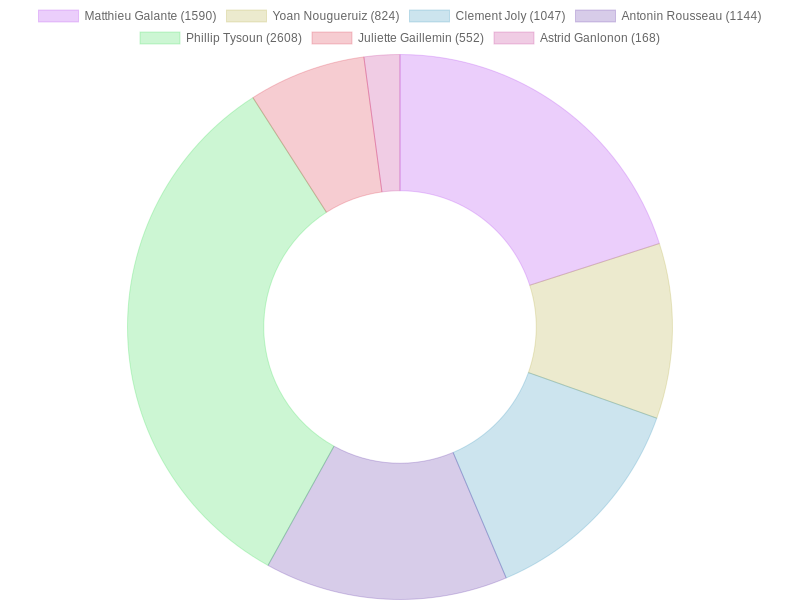 Matthieu Galante (1590) Yoan Nougueruiz (824) Clement Joly (1047) Antonin Rousseau (1144)
Phillip Tysoun (2608) Juliette Gaillemin (552) Astrid Ganlonon (168)